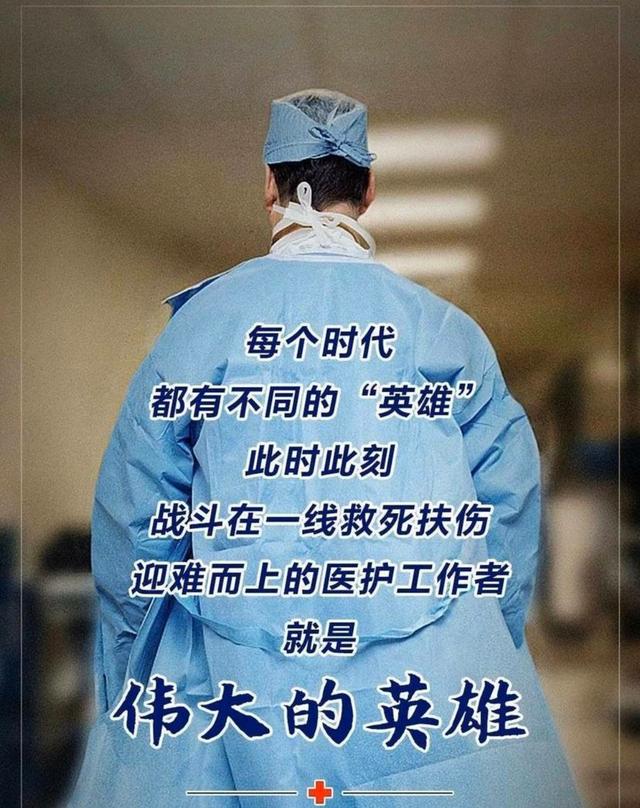 每个时代
都有不同的“英雄”
此时此刻
战斗在一线救死扶伤
迎难而上的医护工作者
就是
伟大的英雄